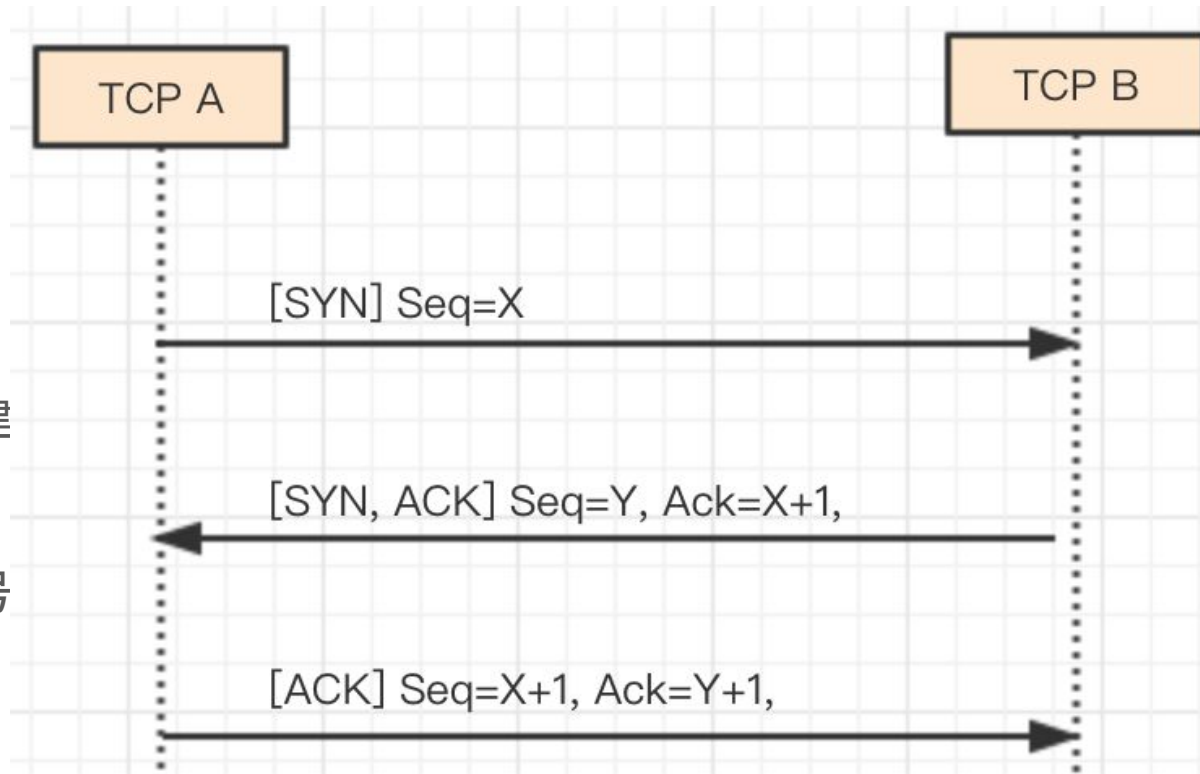 TCP A
TCP B
[SYN] Seq=X
[SYN, ACK] Seq=Y, Ack=X+1,
[ACK] Seq=X+1, Ack=Y+1,